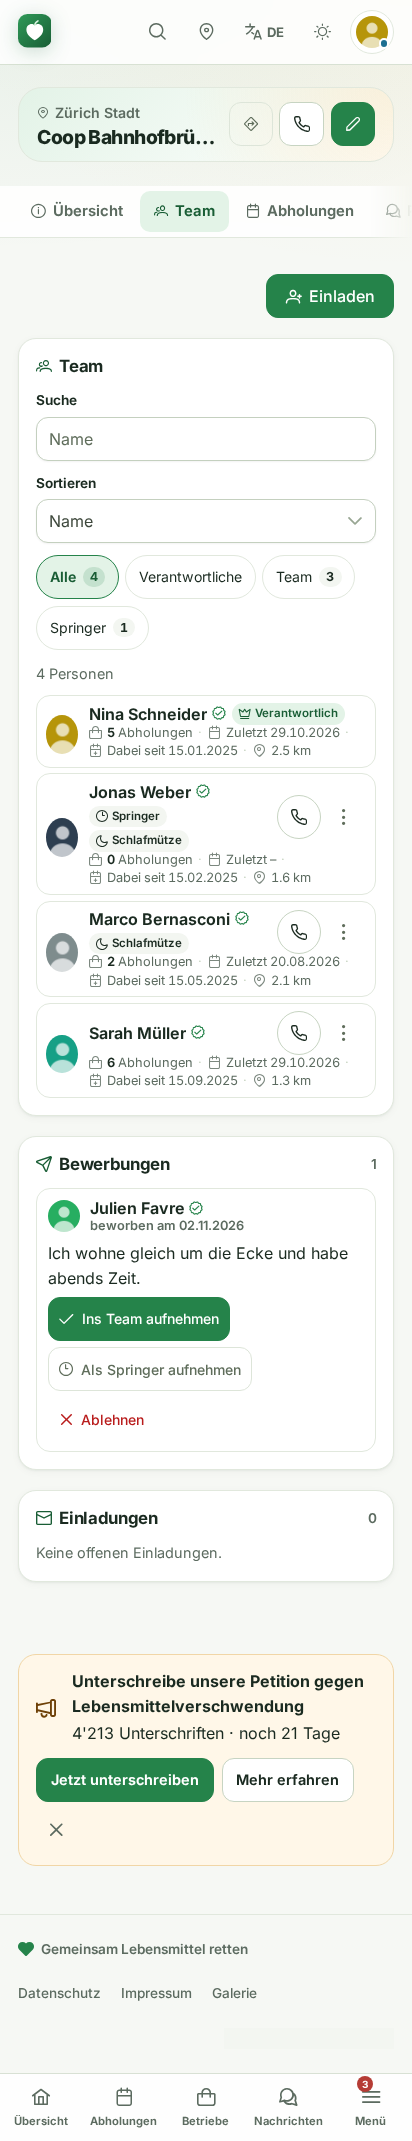 DE
Zürich Stadt
Coop Bahnhofbrü…
Übersicht
Team
Abholungen
Einladen
Team
Suche
Name
Sortieren
Name
Alle 4
Verantwortliche
Team 3
Springer 1
4 Personen
Nina Schneider Verantwortlich
5 Abholungen · Zuletzt 29.10.2026 ·
Dabei seit 15.01.2025 · 2.5 km
Jonas Weber
Springer
Schlafmütze
0 Abholungen · Zuletzt – ·
Dabei seit 15.02.2025 · 1.6 km
Marco Bernasconi
Schlafmütze
2 Abholungen · Zuletzt 20.08.2026 ·
Dabei seit 15.05.2025 · 2.1 km
Sarah Müller
6 Abholungen · Zuletzt 29.10.2026 ·
Dabei seit 15.09.2025 · 1.3 km
Bewerbungen 1
Julien Favre
beworben am 02.11.2026
Ich wohne gleich um die Ecke und habe
abends Zeit.
Ins Team aufnehmen
Als Springer aufnehmen
Ablehnen
Einladungen 0
Keine offenen Einladungen.
Unterschreibe unsere Petition gegen
Lebensmittelverschwendung
4'213 Unterschriften · noch 21 Tage
Jetzt unterschreiben
Mehr erfahren
Gemeinsam Lebensmittel retten
Datenschutz Impressum Galerie
3
Übersicht Abholungen Betriebe Nachrichten Menü